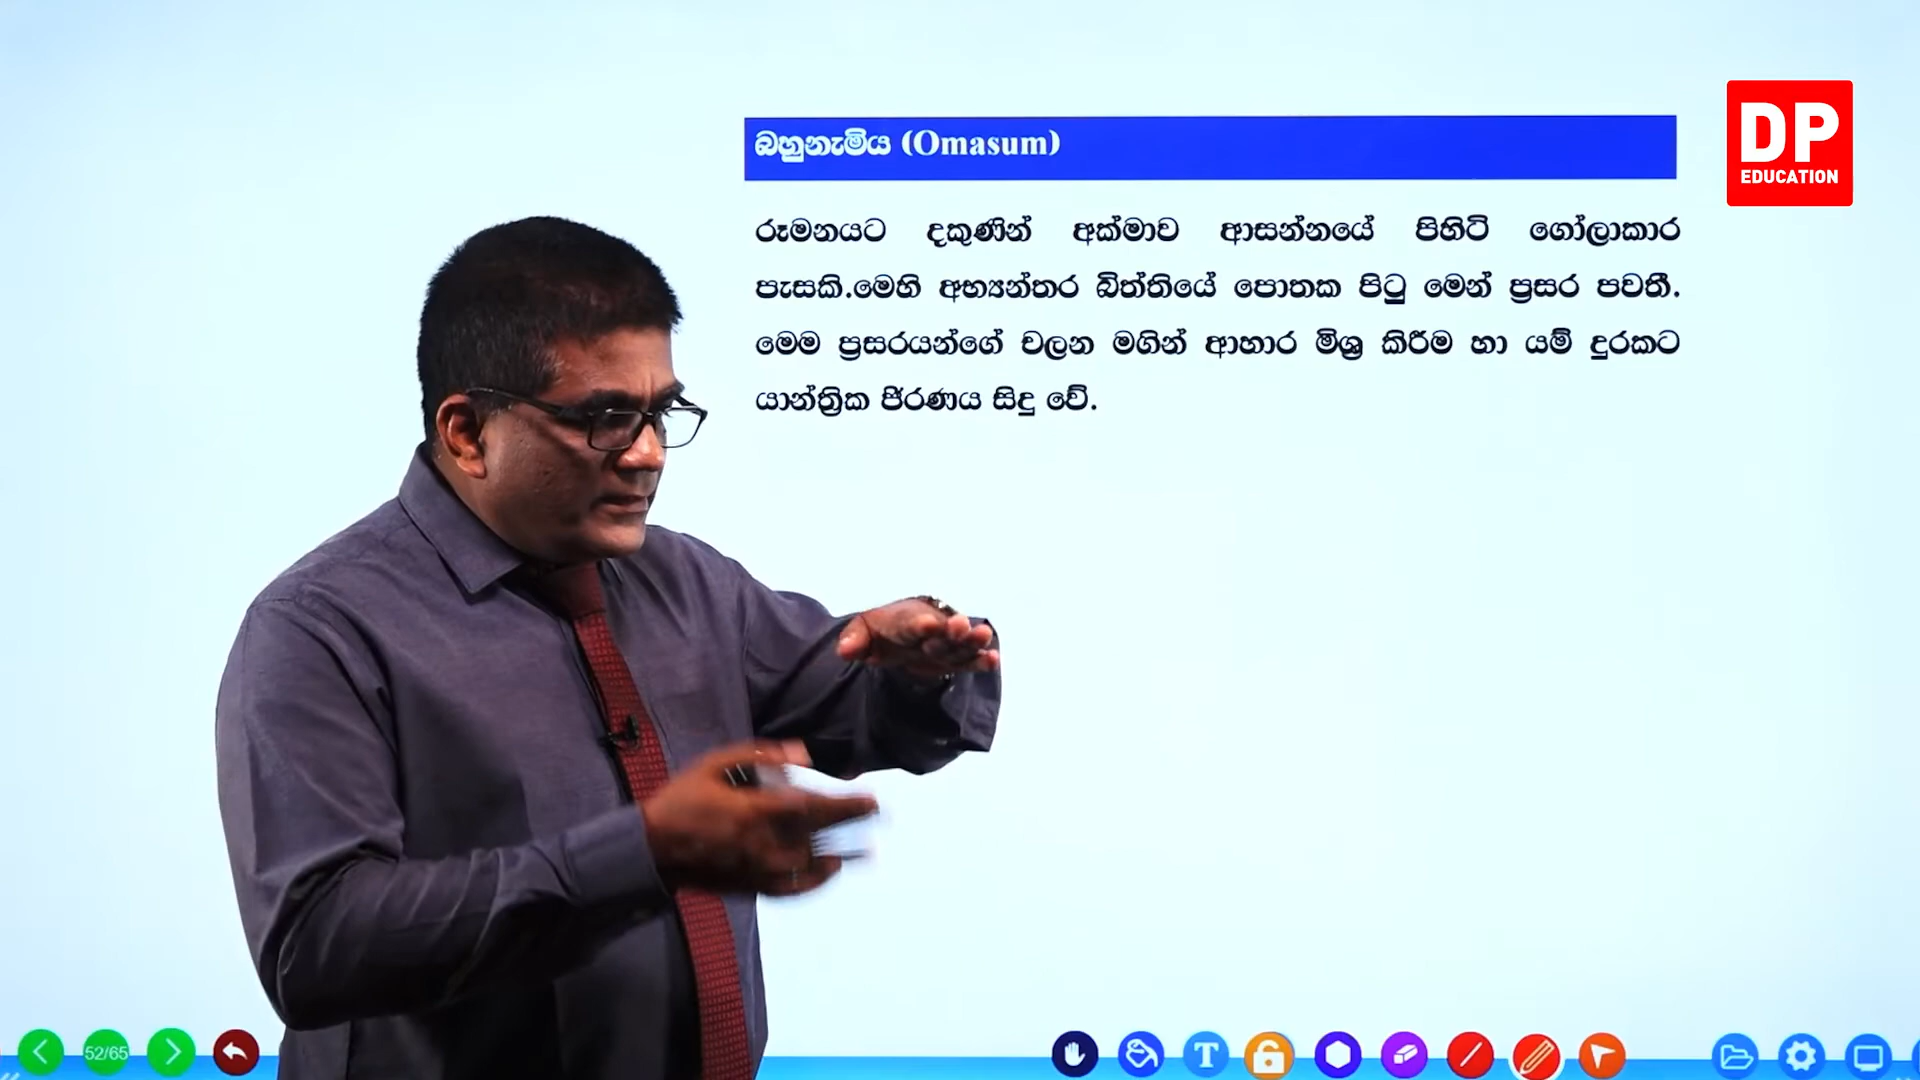 බහුනැමිය (Omasum)
DP
EDUCATION
රූමනයට දකුණින් අක්මාව ආසන්නයේ පිහිටි ගෝලාකාර
පැසකි.මෙහි අභ්‍යන්තර බිත්තියේ පොතක පිටු මෙන් ප්‍රසර පවතී.
මෙම ප්‍රසරයන්ගේ චලන මගින් ආහාර මිශ්‍ර කිරීම හා යම් දුරකට
යාන්ත්‍රික ජීරණය සිදු වේ.
52/65
T